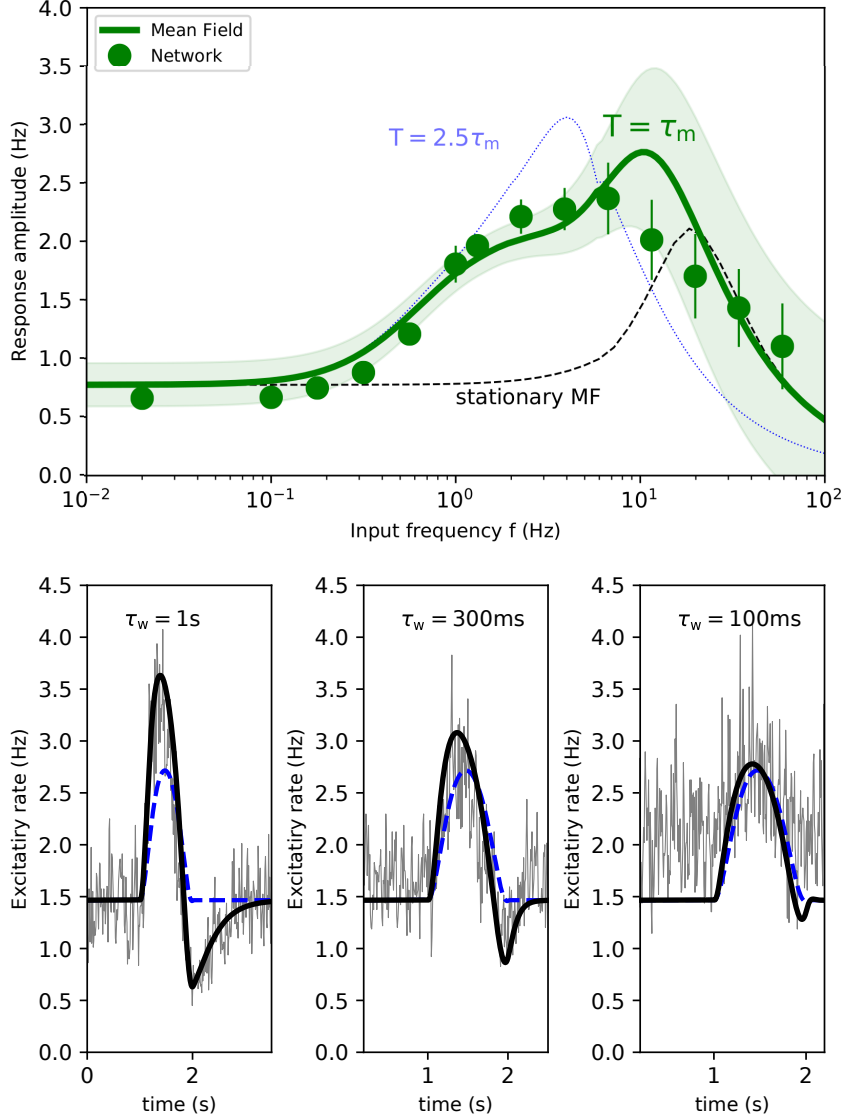 4.0
3.5
3.0
2.5
2.0
1.5
1.0
0.5
0.0
Response amplitude (Hz)
Mean Field
Network
T = 2.5τm
T = τm
stationary MF
10⁻² 10⁻¹ 10⁰ 10¹ 10²
Input frequency f (Hz)
4.5
4.0
3.5
3.0
2.5
2.0
1.5
1.0
0.5
0.0
Excitatiry rate (Hz)
τw = 1s
0 2
time (s)
4.5
4.0
3.5
3.0
2.5
2.0
1.5
1.0
0.5
0.0
Excitatiry rate (Hz)
τw = 300ms
1 2
time (s)
4.5
4.0
3.5
3.0
2.5
2.0
1.5
1.0
0.5
0.0
Excitatiry rate (Hz)
τw = 100ms
1 2
time (s)